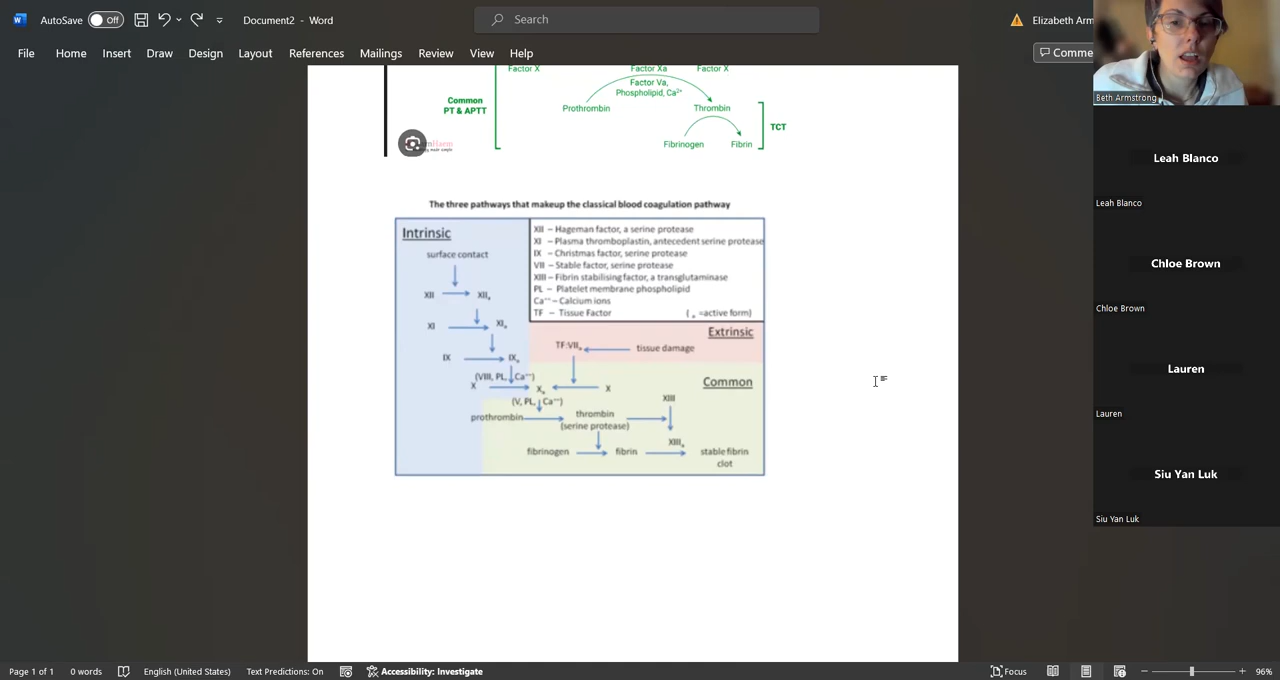 AutoSave Off Document2 - Word Search Elizabeth Arm
File Home Insert Draw Design Layout References Mailings Review View Help Comme
Beth Armstrong
Factor X Factor Xa Factor X
Factor Va,
Phospholipid, Ca²⁺
Common
PT & APTT
Prothrombin Thrombin
TCT
Fibrinogen Fibrin
The three pathways that makeup the classical blood coagulation pathway
Intrinsic
surface contact
XII XIIa
XI XIa
IX IXa
(VIII, PL, Ca⁺⁺)
X Xa X
(V, PL, Ca⁺⁺)
XII – Hageman factor, a serine protease
XI – Plasma thromboplastin, antecedent serine protease
IX – Christmas factor, serine protease
VII – Stable factor, serine protease
XIII – Fibrin stabilising factor, a transglutaminase
PL – Platelet membrane phospholipid
Ca⁺⁺ – Calcium ions
TF – Tissue Factor (a =active form)
Extrinsic
TF:VIIa tissue damage
Common
XIII
prothrombin thrombin
(serine protease)
XIIIa
fibrinogen fibrin stable fibrin
clot
Leah Blanco
Leah Blanco
Chloe Brown
Chloe Brown
Lauren
Lauren
Siu Yan Luk
Siu Yan Luk
Page 1 of 1 0 words English (United States) Text Predictions: On Accessibility: Investigate Focus 96%